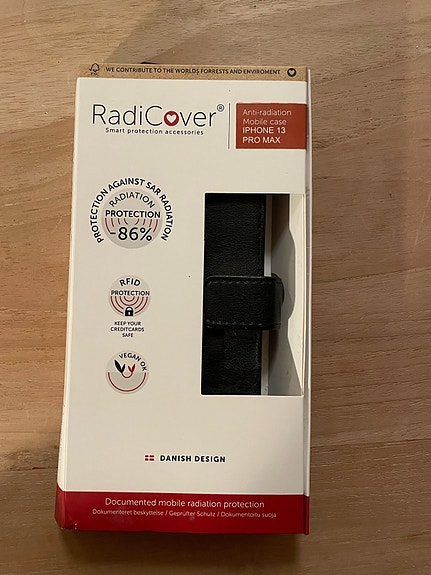 FSC
WE CONTRIBUTE TO THE WORLDS FORRESTS AND ENVIROMENT
RadiCover®
Smart protection accessories
Anti-radiation
Mobile case
IPHONE 13
PRO MAX
PROTECTION AGAINST SAR RADIATION
RADIATION
PROTECTION
-86%
RFID
PROTECTION
KEEP YOUR
CREDITCARDS
SAFE
VEGAN OK
DANISH DESIGN
Documented mobile radiation protection
Dokumenteret beskyttelse / Geprüfter Schutz / Dokumentoitu suoja